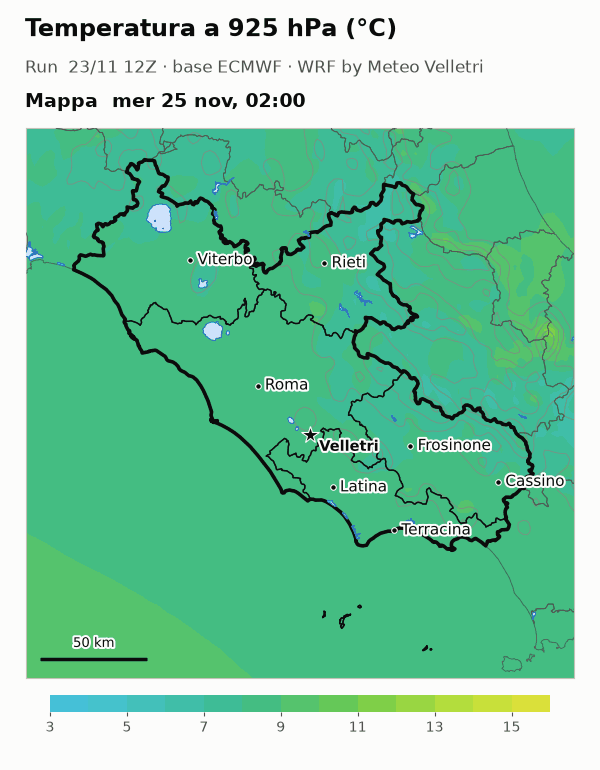 Temperatura a 925 hPa (°C)
Run  23/11 12Z · base ECMWF · WRF by Meteo Velletri
Mappa  mer 25 nov, 02:00
Viterbo
Rieti
Roma
Velletri
Frosinone
Cassino
Latina
Terracina
50 km
3 5 7 9 11 13 15